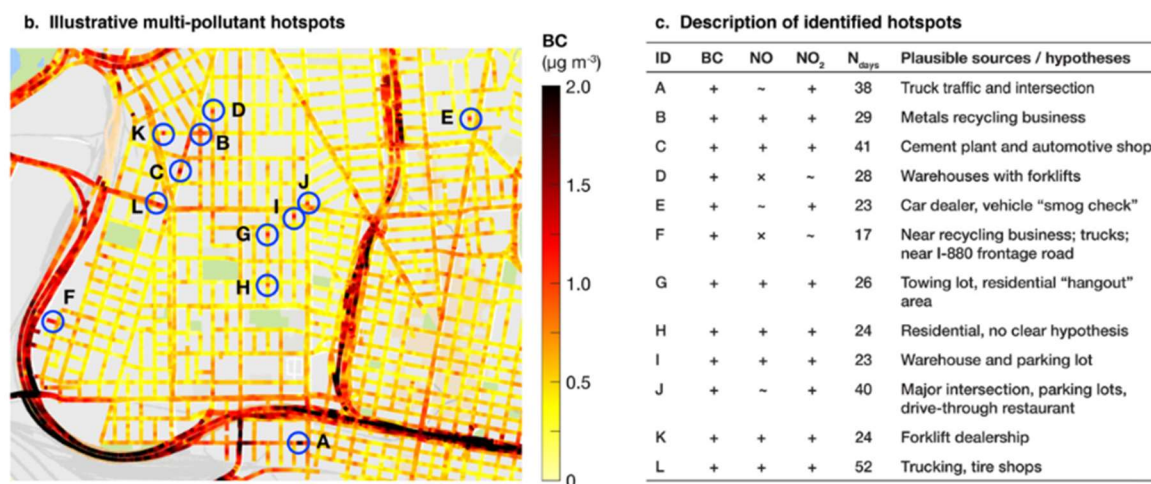 b. Illustrative multi-pollutant hotspots
BC
(μg m⁻³)
2.0
1.5
1.0
0.5
0
D
K
B
E
C
J
L
I
G
H
F
A
c. Description of identified hotspots
ID BC NO NO₂ N_days Plausible sources / hypotheses
A + ~ + 38 Truck traffic and intersection
B + + + 29 Metals recycling business
C + + + 41 Cement plant and automotive shop
D + × ~ 28 Warehouses with forklifts
E + ~ + 23 Car dealer, vehicle “smog check”
F + × ~ 17 Near recycling business; trucks;
near I-880 frontage road
G + + + 26 Towing lot, residential “hangout”
area
H + + + 24 Residential, no clear hypothesis
I + + + 23 Warehouse and parking lot
J + ~ + 40 Major intersection, parking lots,
drive-through restaurant
K + + + 24 Forklift dealership
L + + + 52 Trucking, tire shops